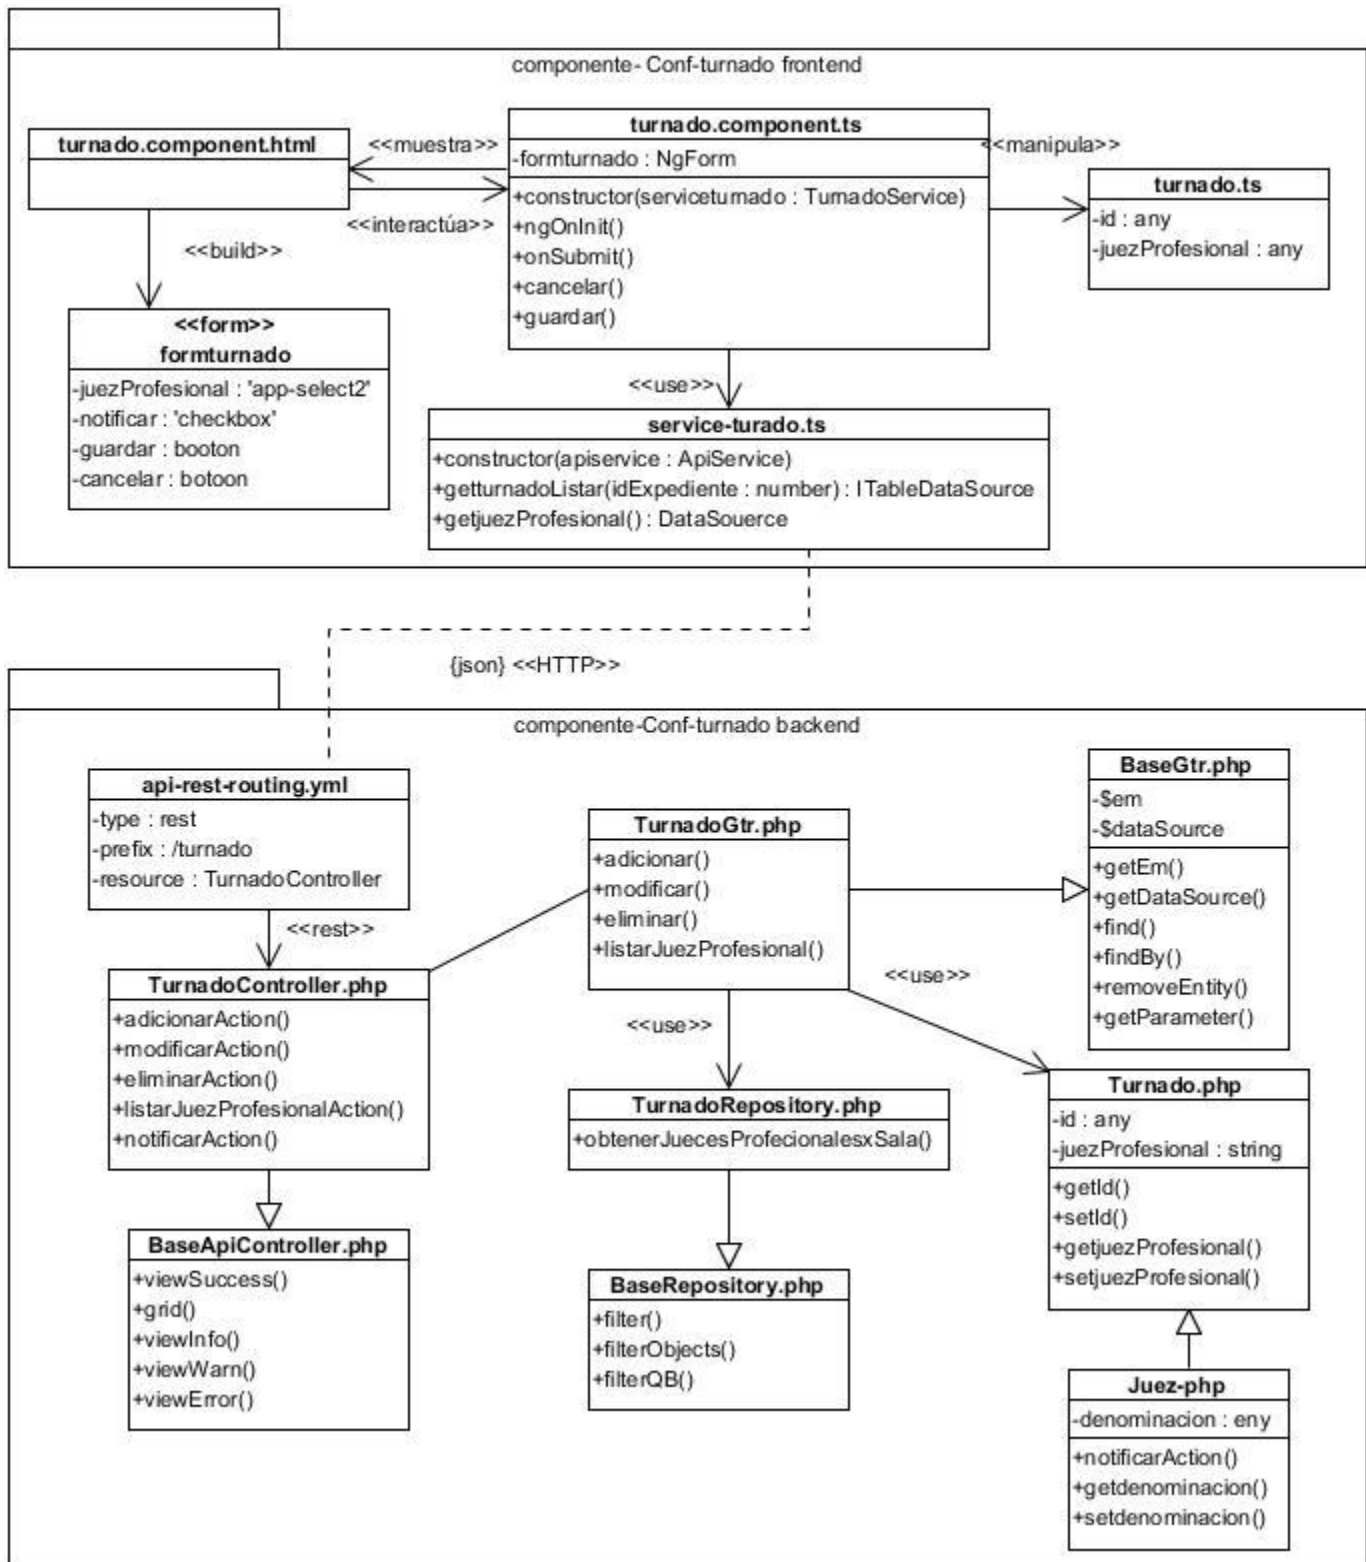 componente- Conf-turnado frontend
turnado.component.html
<<muestra>>
<<interactúa>>
turnado.component.ts
-formturnado : NgForm
+constructor(serviceturnado : TurnadoService)
+ngOnInit()
+onSubmit()
+cancelar()
+guardar()
<<manipula>>
turnado.ts
-id : any
-juezProfesional : any
<<build>>
<<form>>
formturnado
-juezProfesional : 'app-select2'
-notificar : 'checkbox'
-guardar : booton
-cancelar : botoon
<<use>>
service-turado.ts
+constructor(apiservice : ApiService)
+getturnadoListar(idExpediente : number) : ITableDataSource
+getjuezProfesional() : DataSouerce
{json} <<HTTP>>
componente-Conf-turnado backend
api-rest-routing.yml
-type : rest
-prefix : /turnado
-resource : TurnadoController
<<rest>>
TurnadoController.php
+adicionarAction()
+modificarAction()
+eliminarAction()
+listarJuezProfesionalAction()
+notificarAction()
BaseApiController.php
+viewSuccess()
+grid()
+viewInfo()
+viewWarn()
+viewError()
TurnadoGtr.php
+adicionar()
+modificar()
+eliminar()
+listarJuezProfesional()
<<use>>
TurnadoRepository.php
+obtenerJuecesProfecionalesxSala()
BaseRepository.php
+filter()
+filterObjects()
+filterQB()
BaseGtr.php
-$em
-$dataSource
+getEm()
+getDataSource()
+find()
+findBy()
+removeEntity()
+getParameter()
<<use>>
Turnado.php
-id : any
-juezProfesional : string
+getId()
+setId()
+getjuezProfesional()
+setjuezProfesional()
Juez-php
-denominacion : eny
+notificarAction()
+getdenominacion()
+setdenominacion()